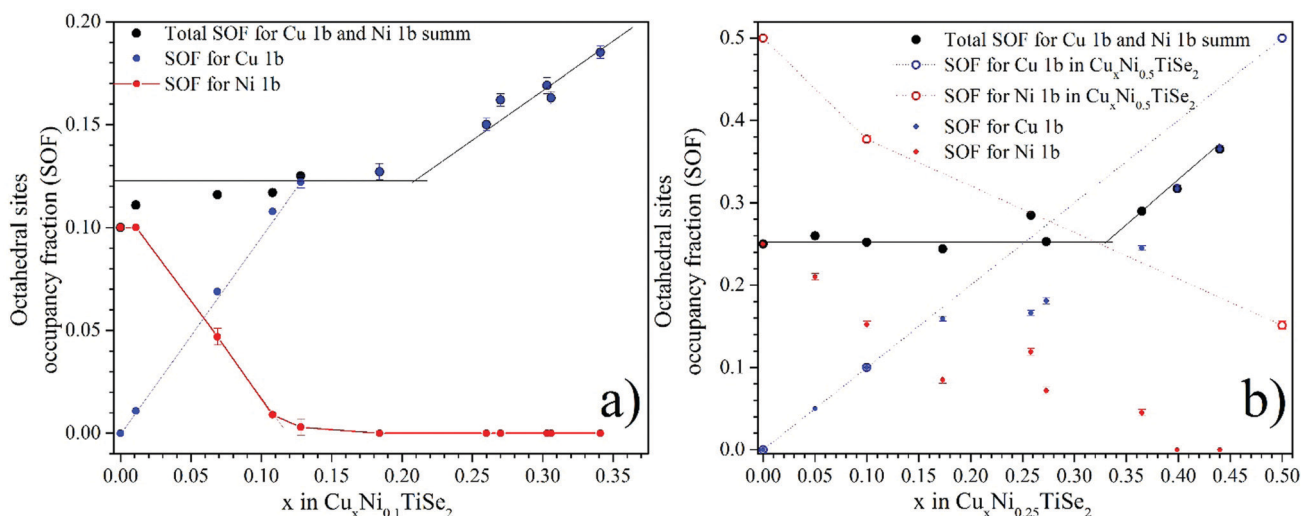 0.20
0.15
0.10
0.05
0.00
Octahedral sites
occupancy fraction (SOF)
Total SOF for Cu 1b and Ni 1b summ
SOF for Cu 1b
SOF for Ni 1b
a)
0.00 0.05 0.10 0.15 0.20 0.25 0.30 0.35
x in CuₓNi₀.₁TiSe₂
0.5
0.4
0.3
0.2
0.1
0.0
Octahedral sites
occupancy fraction (SOF)
Total SOF for Cu 1b and Ni 1b summ
SOF for Cu 1b in CuₓNi₀.₅TiSe₂
SOF for Ni 1b in CuₓNi₀.₅TiSe₂
SOF for Cu 1b
SOF for Ni 1b
b)
0.00 0.05 0.10 0.15 0.20 0.25 0.30 0.35 0.40 0.45 0.50
x in CuₓNi₀.₂₅TiSe₂